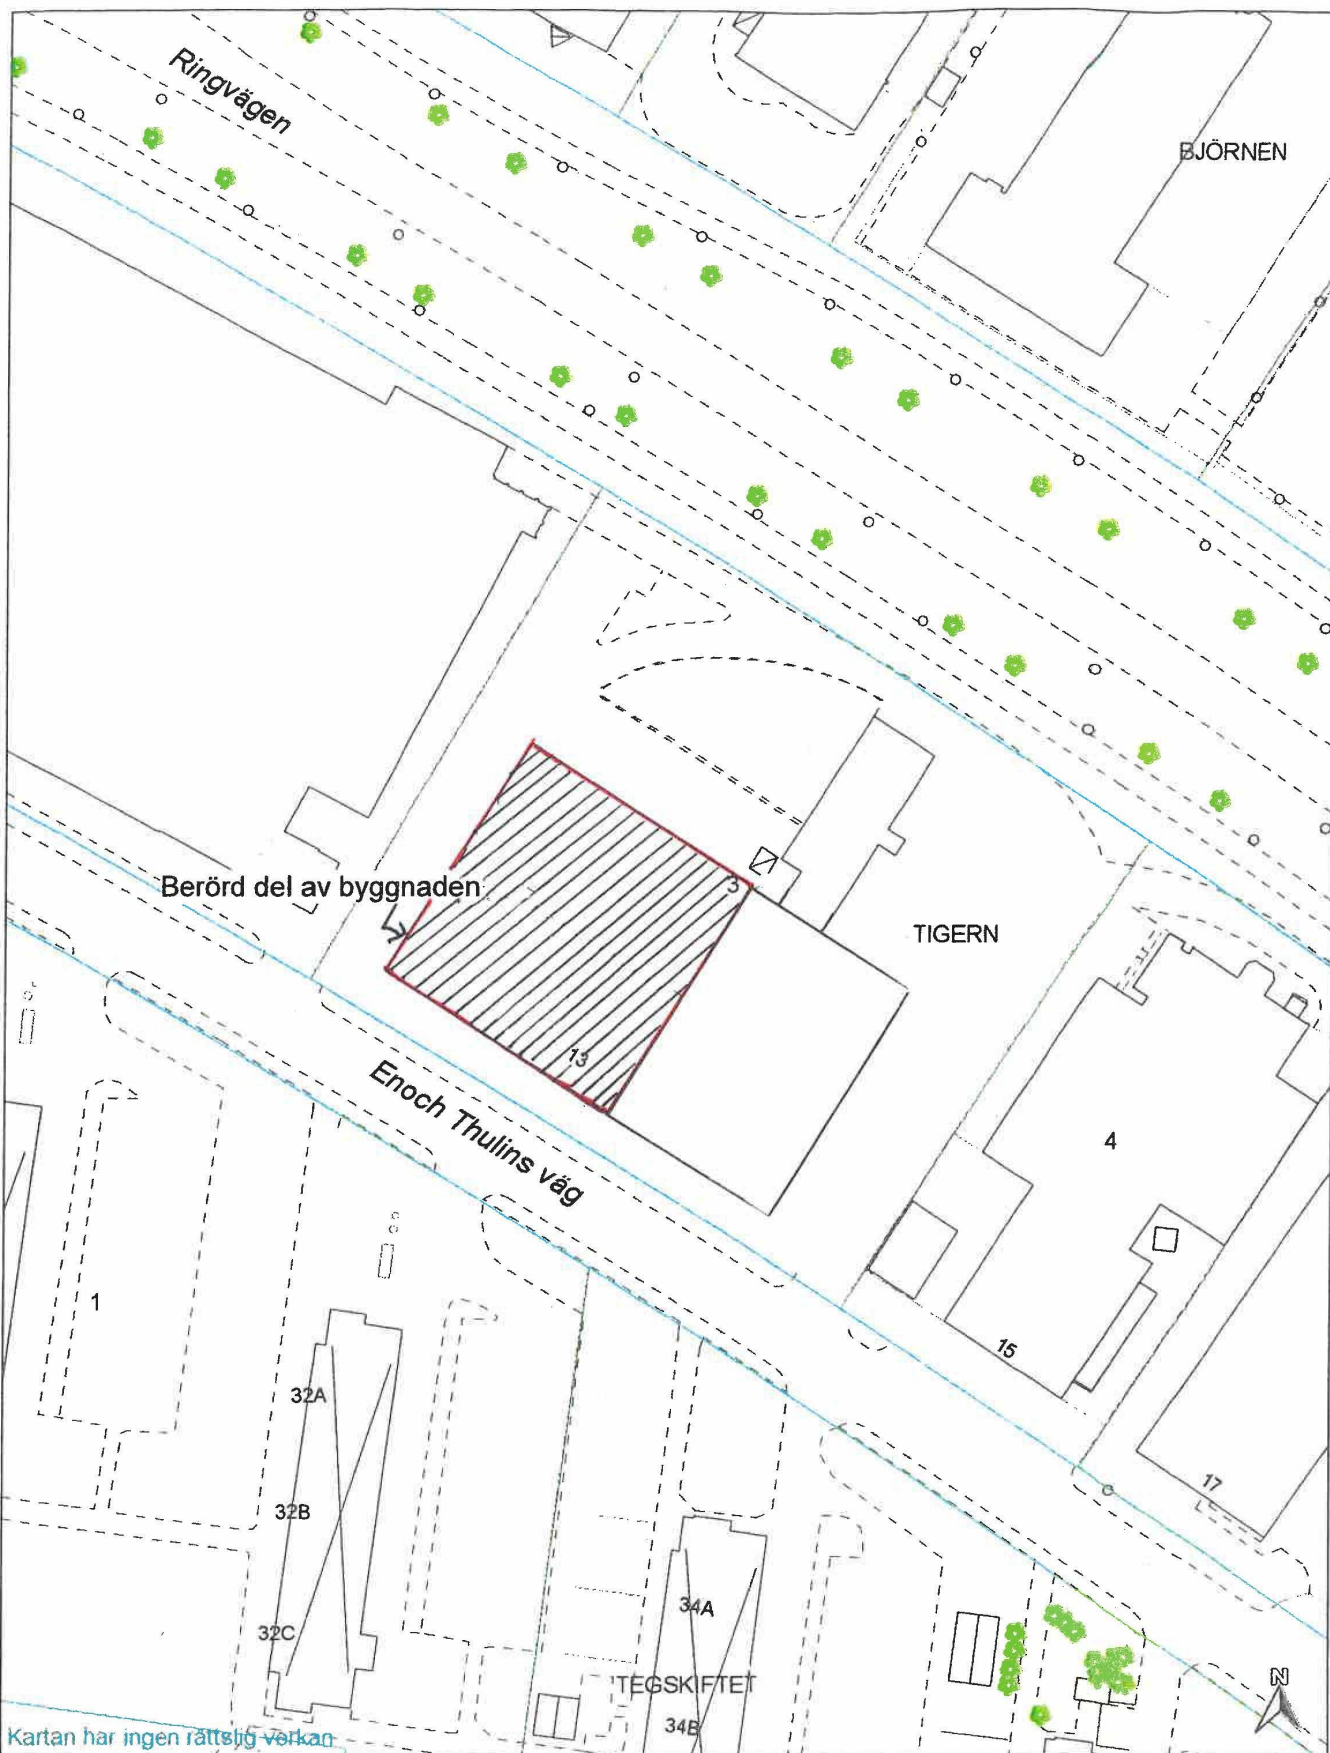 Ringvägen
BJÖRNEN
3
Berörd del av byggnaden
TIGERN
13
Enoch Thulins väg
4
1
15
32A
17
32B
34A
32C
TEGSKIFTET
N
34B
Kartan har ingen rättslig verkan